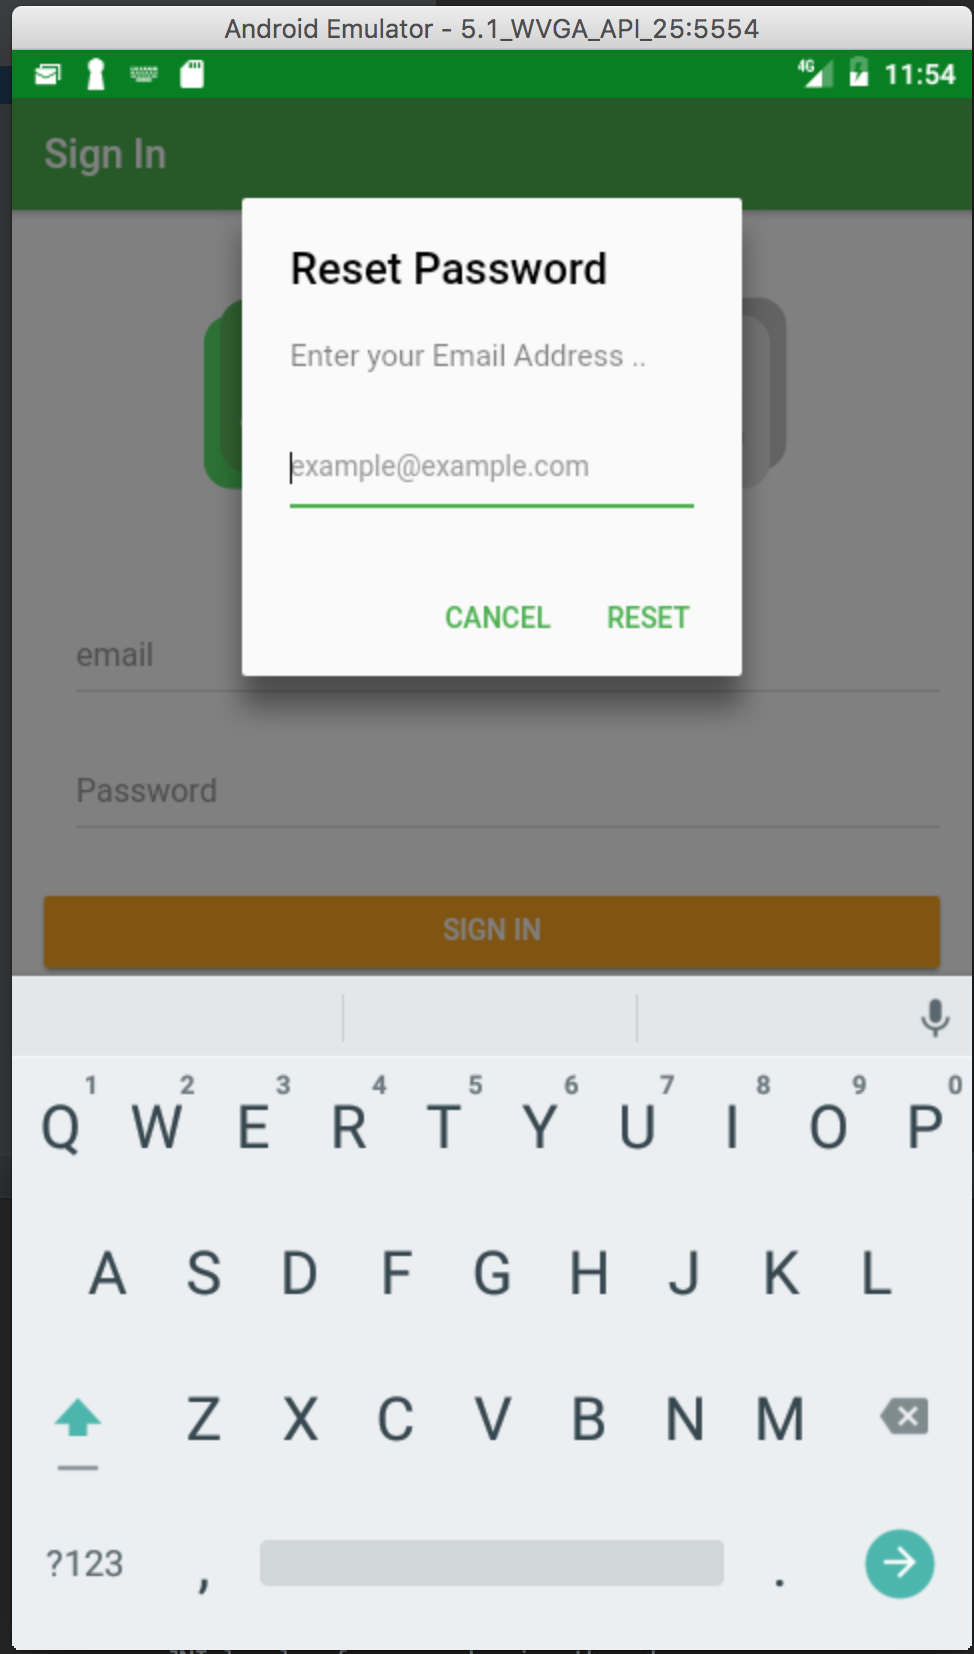 Android Emulator - 5.1_WVGA_API_25:5554
4G 11:54
Sign In
Reset Password
Enter your Email Address ..
example@example.com
CANCEL RESET
email
Password
SIGN IN
1 2 3 4 5 6 7 8 9 0
Q W E R T Y U I O P
A S D F G H J K L
Z X C V B N M
?123 , .